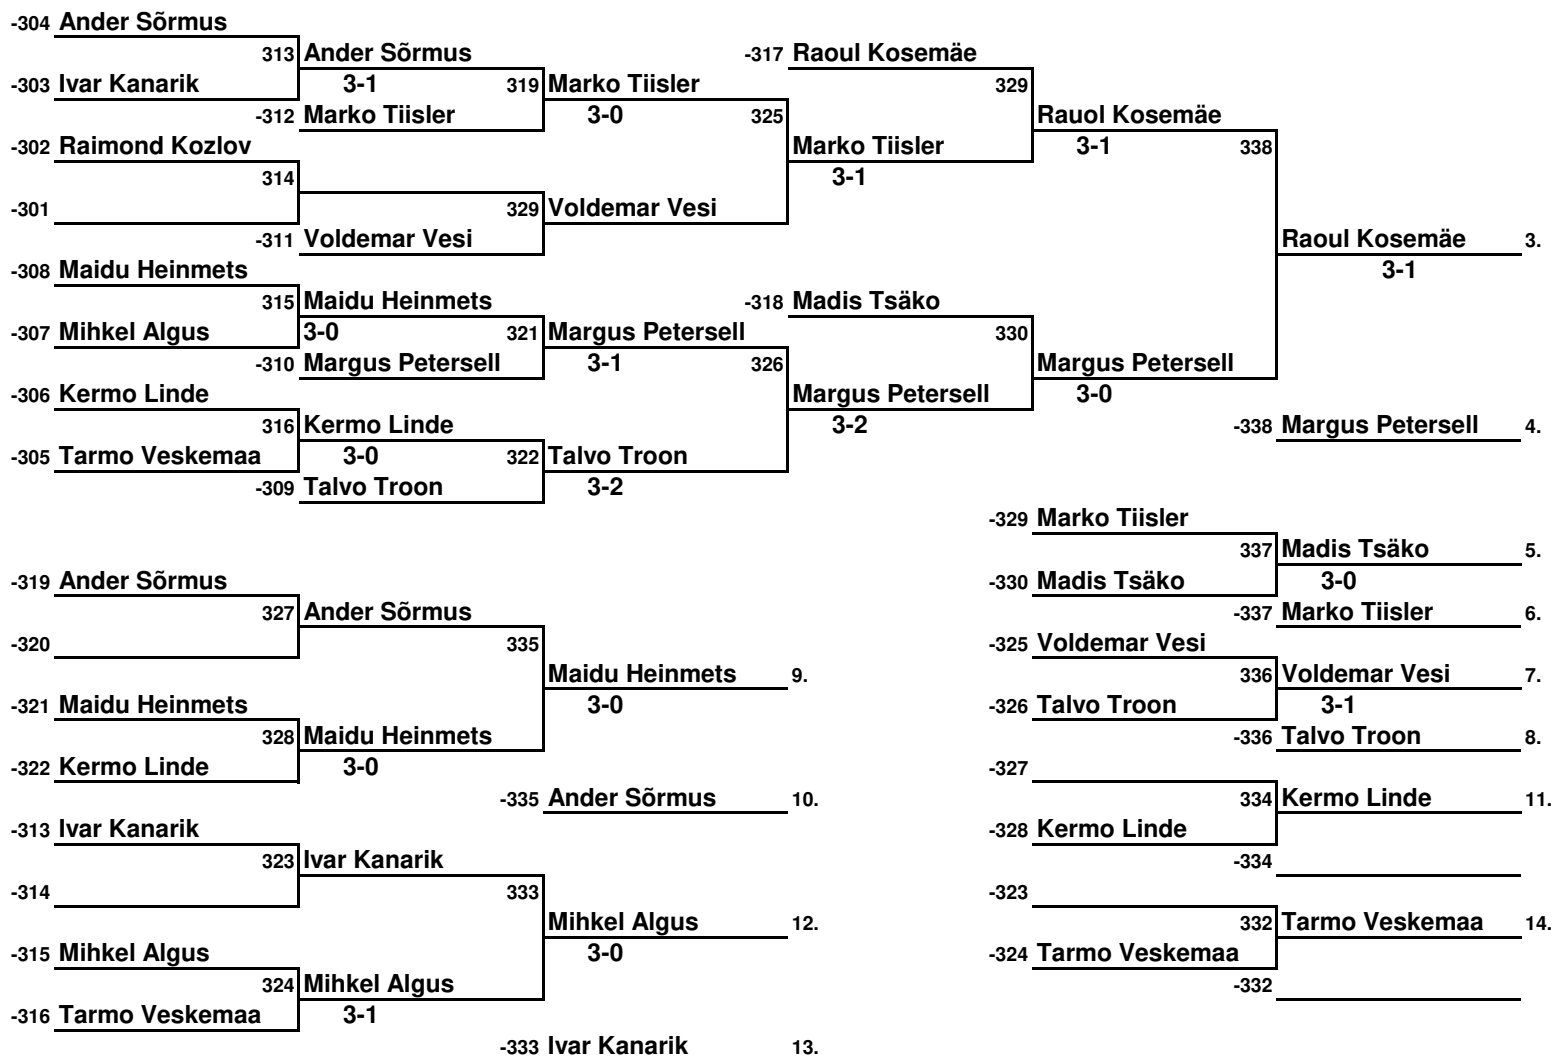 -304 Ander Sõrmus
313 Ander Sõrmus -317 Raoul Kosemäe
-303 Ivar Kanarik 3-1 319 Marko Tiisler 329
-312 Marko Tiisler 3-0 325 Rauol Kosemäe
-302 Raimond Kozlov Marko Tiisler 3-1 338
314 3-1
-301 329 Voldemar Vesi
-311 Voldemar Vesi Raoul Kosemäe 3.
-308 Maidu Heinmets 3-1
315 Maidu Heinmets -318 Madis Tsäko
-307 Mihkel Algus 3-0 321 Margus Petersell 330
-310 Margus Petersell 3-1 326 Margus Petersell
-306 Kermo Linde Margus Petersell 3-0
316 Kermo Linde 3-2 -338 Margus Petersell 4.
-305 Tarmo Veskemaa 3-0 322 Talvo Troon
-309 Talvo Troon 3-2
-329 Marko Tiisler
337 Madis Tsäko 5.
-319 Ander Sõrmus -330 Madis Tsäko 3-0
327 Ander Sõrmus -337 Marko Tiisler 6.
-320 335 -325 Voldemar Vesi
Maidu Heinmets 9. 336 Voldemar Vesi 7.
-321 Maidu Heinmets 3-0 -326 Talvo Troon 3-1
328 Maidu Heinmets -336 Talvo Troon 8.
-322 Kermo Linde 3-0 -327
-335 Ander Sõrmus 10. 334 Kermo Linde 11.
-313 Ivar Kanarik -328 Kermo Linde
323 Ivar Kanarik -334
-314 333 -323
Mihkel Algus 12. 332 Tarmo Veskemaa 14.
-315 Mihkel Algus 3-0 -324 Tarmo Veskemaa
324 Mihkel Algus -332
-316 Tarmo Veskemaa 3-1
-333 Ivar Kanarik 13.